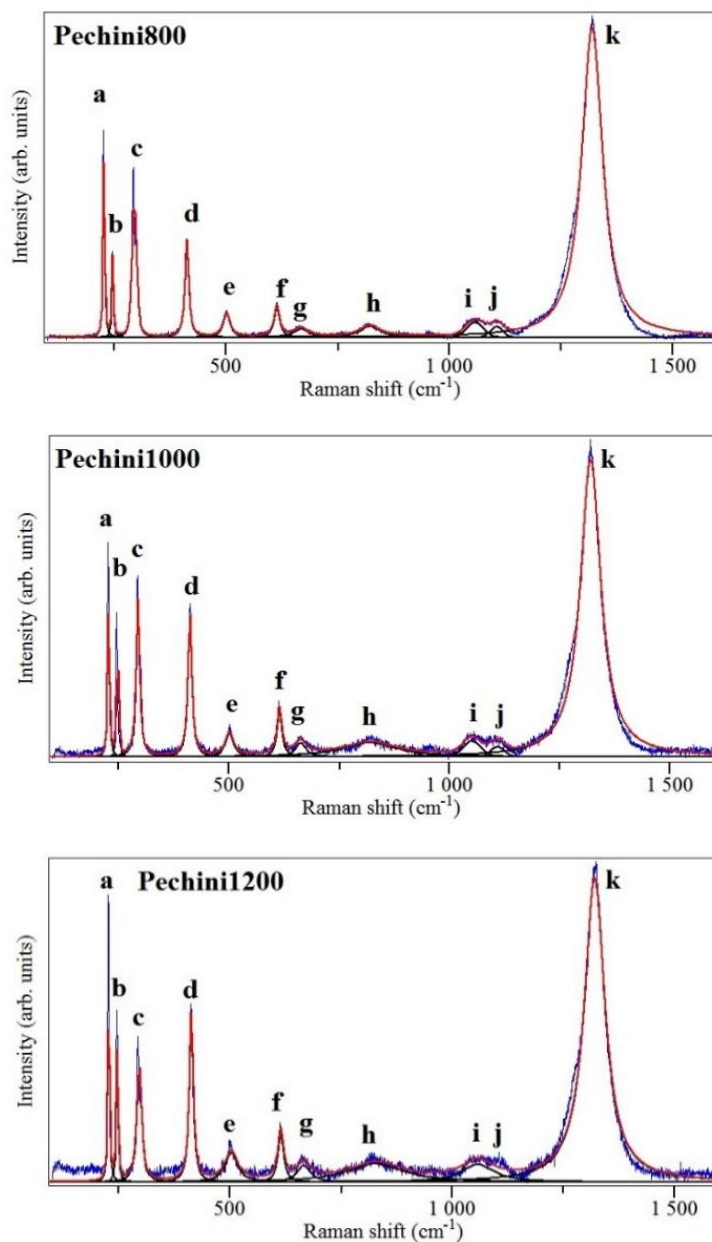 Pechini800
k
a
c
b
d
e
f
g
h
i
j
Intensity (arb. units)
500
1 000
1 500
Raman shift (cm⁻¹)
Pechini1000
k
a
c
b
d
e
f
g
h
i
j
Intensity (arb. units)
500
1 000
1 500
Raman shift (cm⁻¹)
a
Pechini1200
k
b
d
c
f
e
g
h
i
j
Intensity (arb. units)
500
1 000
1 500
Raman shift (cm⁻¹)